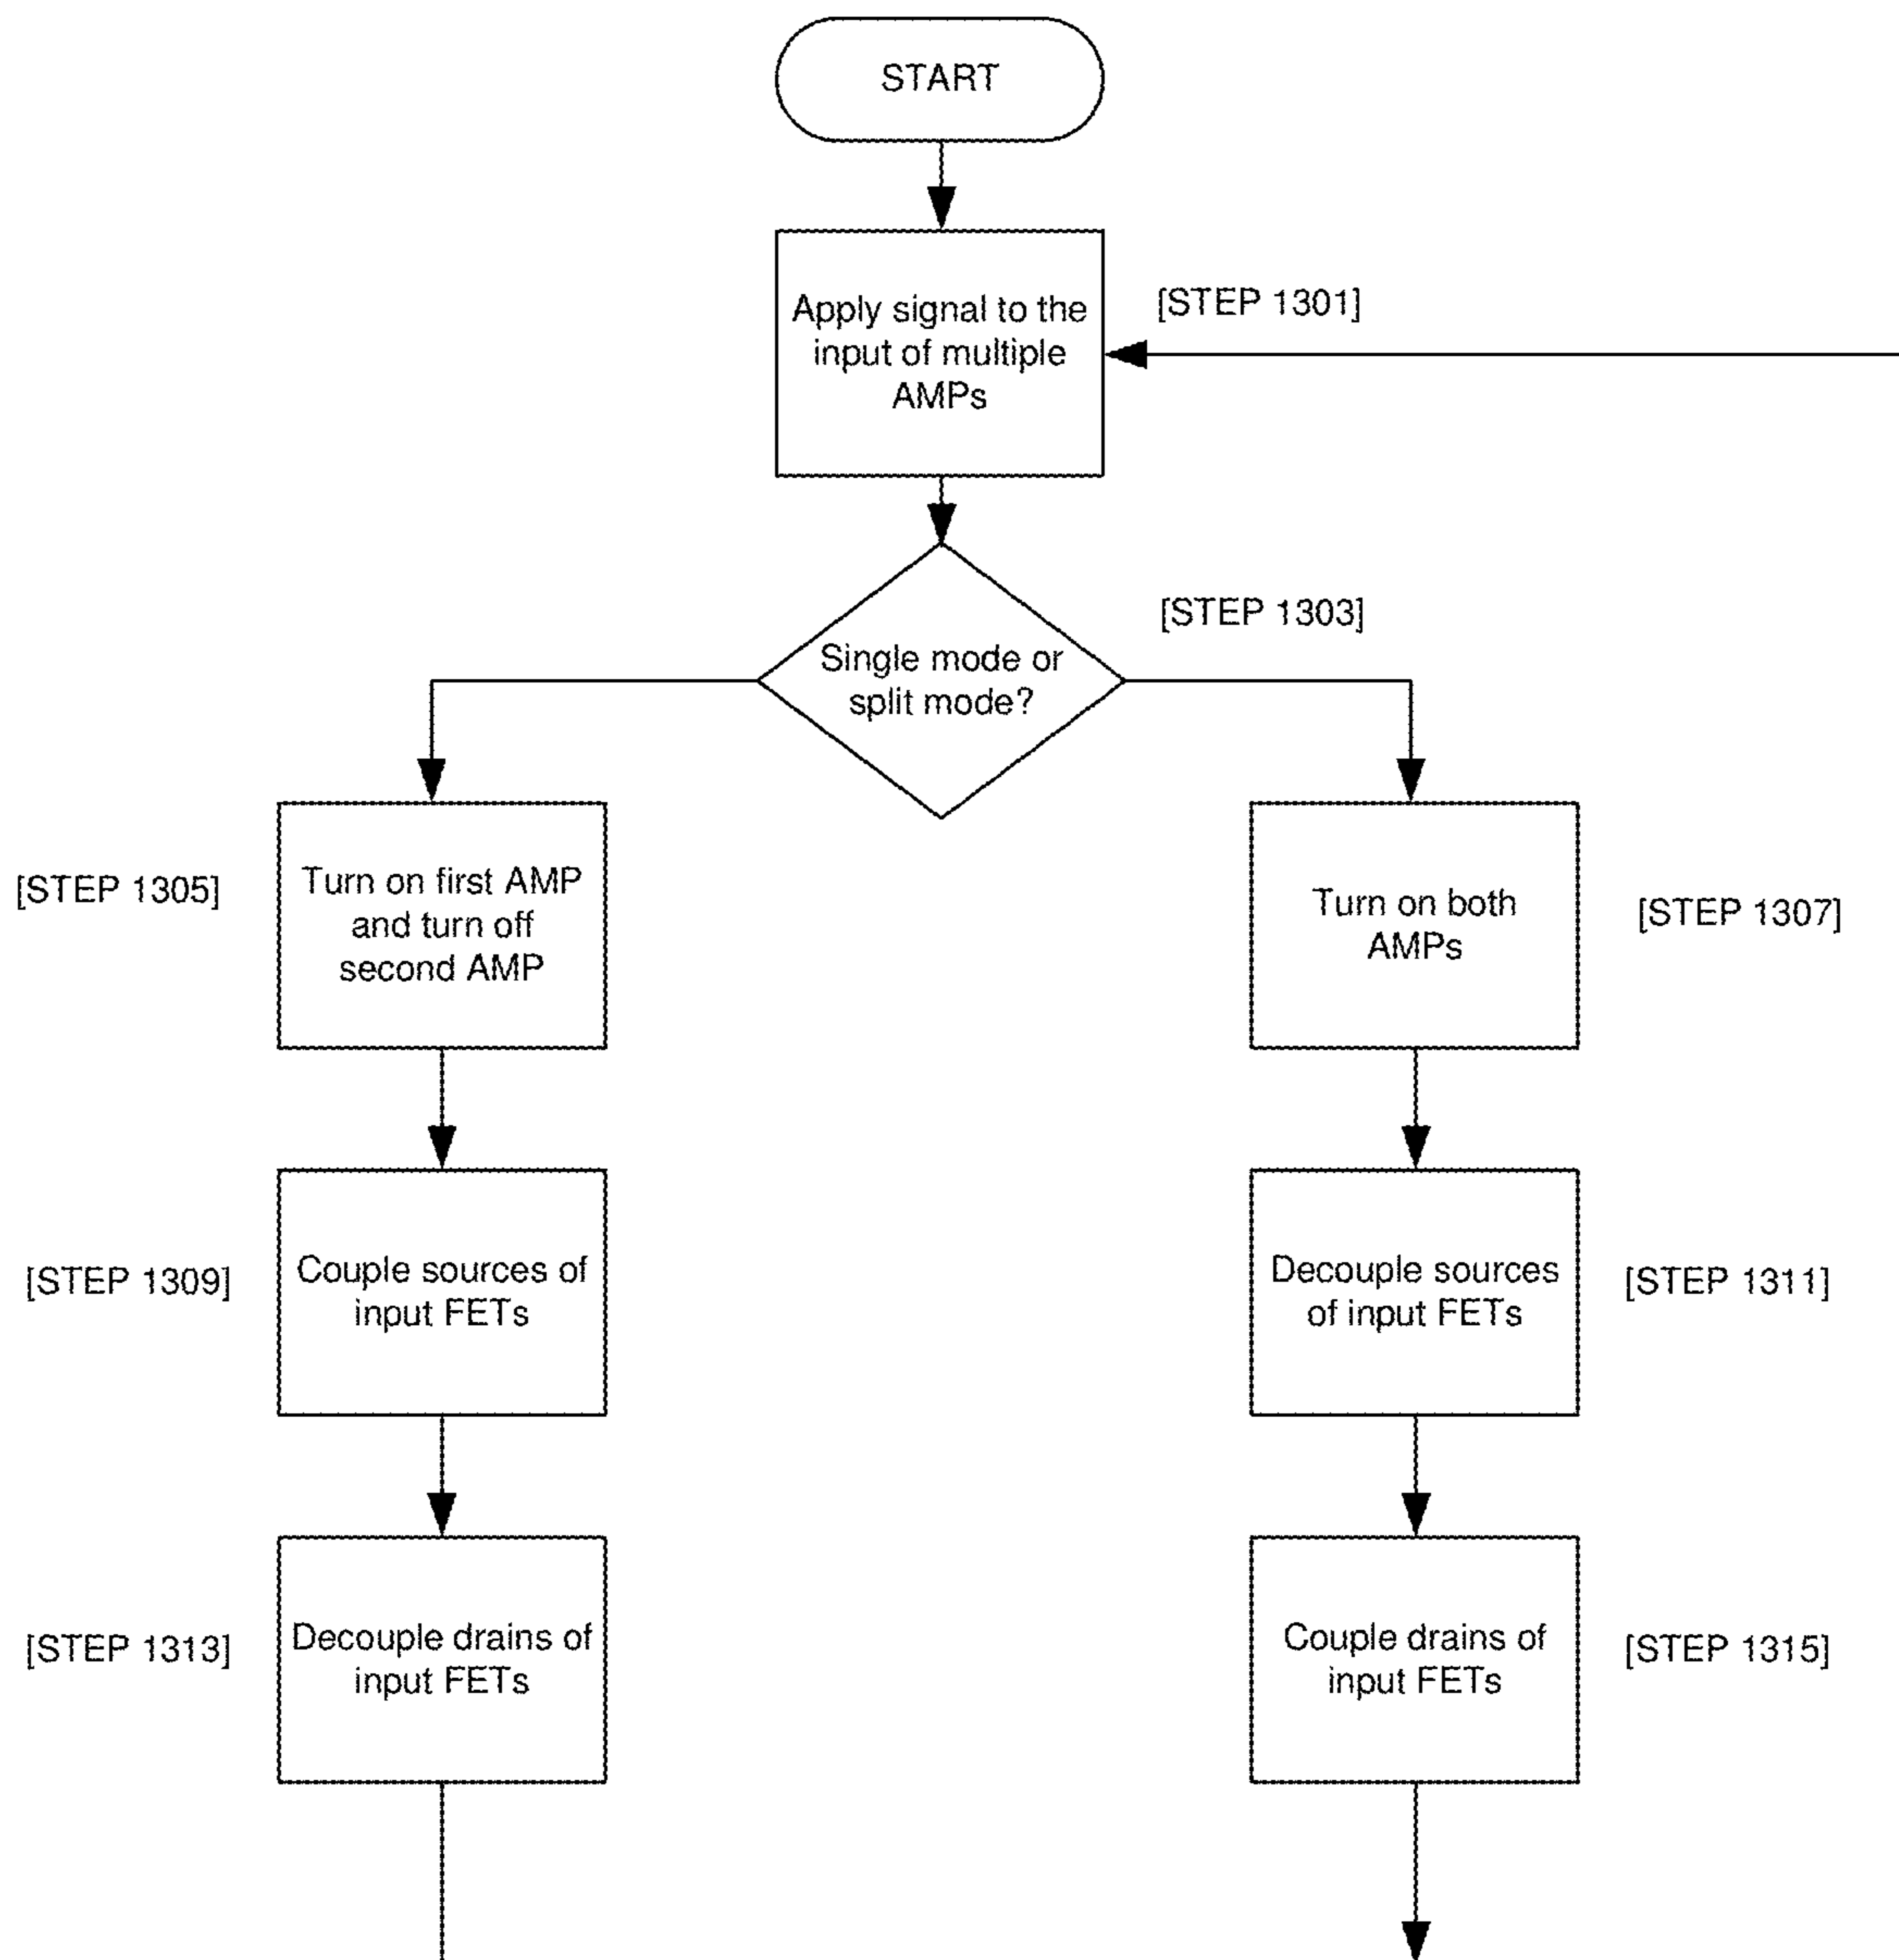 START
Apply signal to the
input of multiple
AMPs
[STEP 1301]
Single mode or
split mode?
[STEP 1303]
[STEP 1305]
Turn on first AMP
and turn off
second AMP
Turn on both
AMPs
[STEP 1307]
[STEP 1309]
Couple sources of
input FETs
Decouple sources
of input FETs
[STEP 1311]
[STEP 1313]
Decouple drains of
input FETs
Couple drains of
input FETs
[STEP 1315]